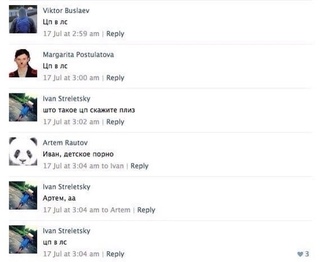 Viktor Buslaev
Цп в лс
17 Jul at 2:59 am | Reply
Margarita Postulatova
Цп в лс
17 Jul at 3:00 am | Reply
Ivan Streletsky
што такое цп скажите плиз
17 Jul at 3:02 am | Reply
Artem Rautov
Иван, детское порно
17 Jul at 3:04 am to Ivan | Reply
Ivan Streletsky
Артем, аа
17 Jul at 3:04 am to Artem | Reply
Ivan Streletsky
цп в лс
17 Jul at 3:04 am | Reply
3